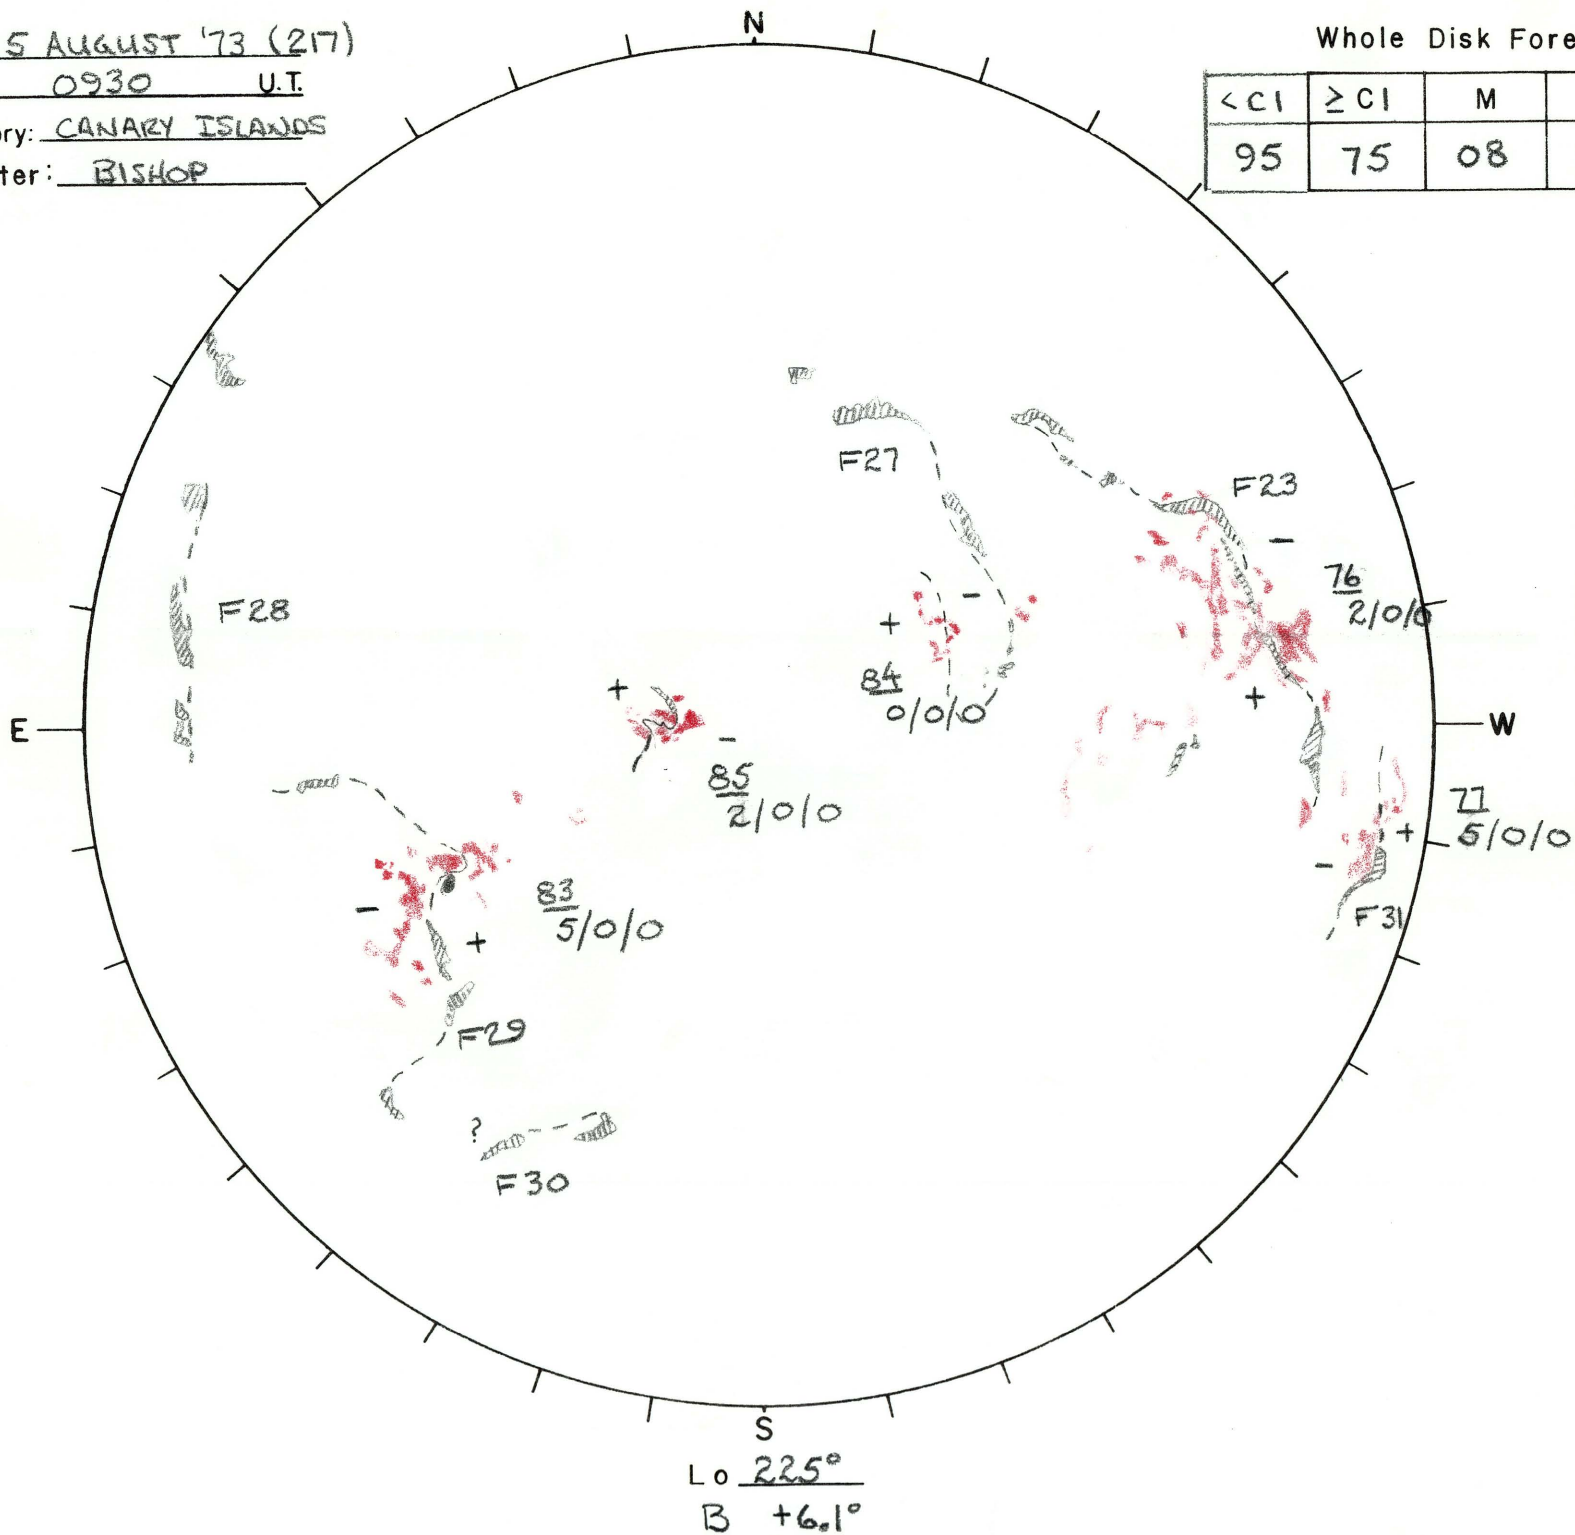 5 AUGUST '73 (217)
0930 U.T.
ry: CANARY ISLANDS
ter: BISHOP
N
Whole Disk Fore
<C1 ≥C1 M
95 75 08
F27
F23
-
76
2/0/0
F28
+ -
84
0/0/0
+
+
-
85
2/0/0
E
W
77
5/0/0
+
-
F31
83
5/0/0
-
+
F29
?
F30
S
Lo 225°
B +6.1°